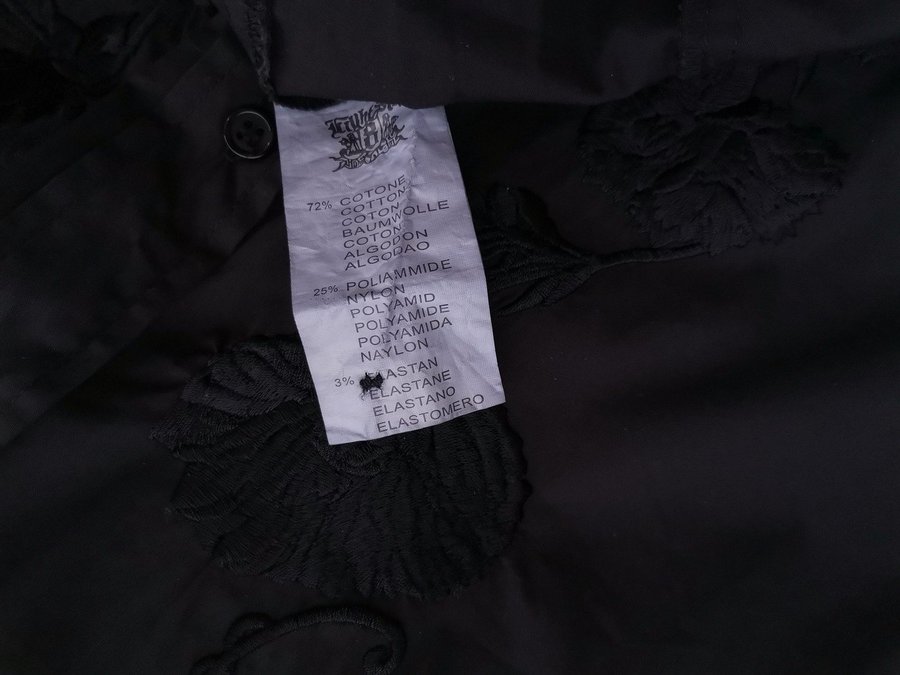 72% COTONE
COTTON
COTON
BAUMWOLLE
COTON
ALGODON
ALGODAO
25% POLIAMMIDE
NYLON
POLYAMID
POLYAMIDE
POLYAMIDA
NAYLON
3% ELASTAN
ELASTANE
ELASTANO
ELASTOMERO